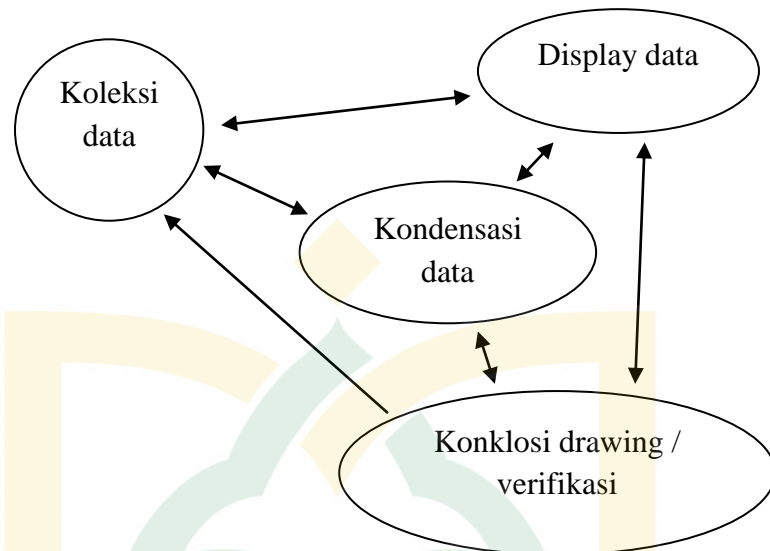 Koleksi
data
Display data
Kondensasi
data
Konklosi drawing /
verifikasi